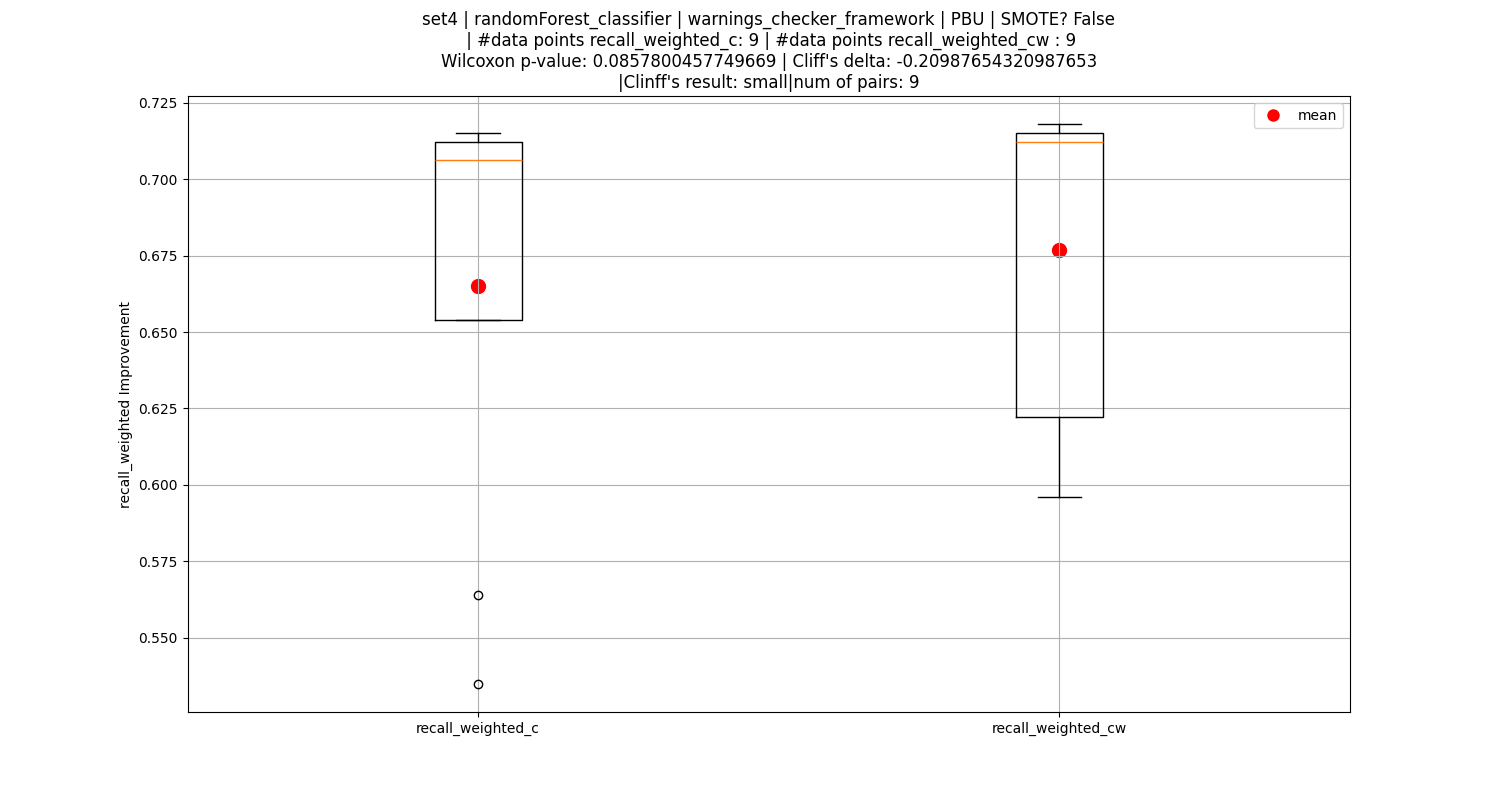 set4 | randomForest_classifier | warnings_checker_framework | PBU | SMOTE? False
| #data points recall_weighted_c: 9 | #data points recall_weighted_cw : 9
Wilcoxon p-value: 0.0857800457749669 | Cliff's delta: -0.20987654320987653
|Clinff's result: small|num of pairs: 9
mean
recall_weighted Improvement
0.725
0.700
0.675
0.650
0.625
0.600
0.575
0.550
recall_weighted_c
recall_weighted_cw